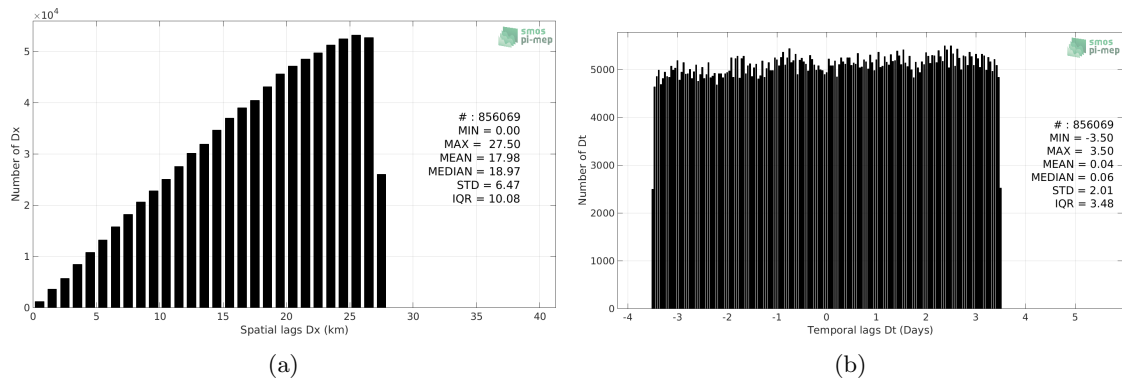 ×10⁴
5
4
3
2
1
0
Number of Dx
0 5 10 15 20 25 30 35 40
Spatial lags Dx (km)
smos
pi-mep
# : 856069
MIN = 0.00
MAX = 27.50
MEAN = 17.98
MEDIAN = 18.97
STD = 6.47
IQR = 10.08
(a)
5000
4000
3000
2000
1000
0
Number of Dt
-4 -3 -2 -1 0 1 2 3 4 5
Temporal lags Dt (Days)
smos
pi-mep
# : 856069
MIN = -3.50
MAX = 3.50
MEAN = 0.04
MEDIAN = 0.06
STD = 2.01
IQR = 3.48
(b)